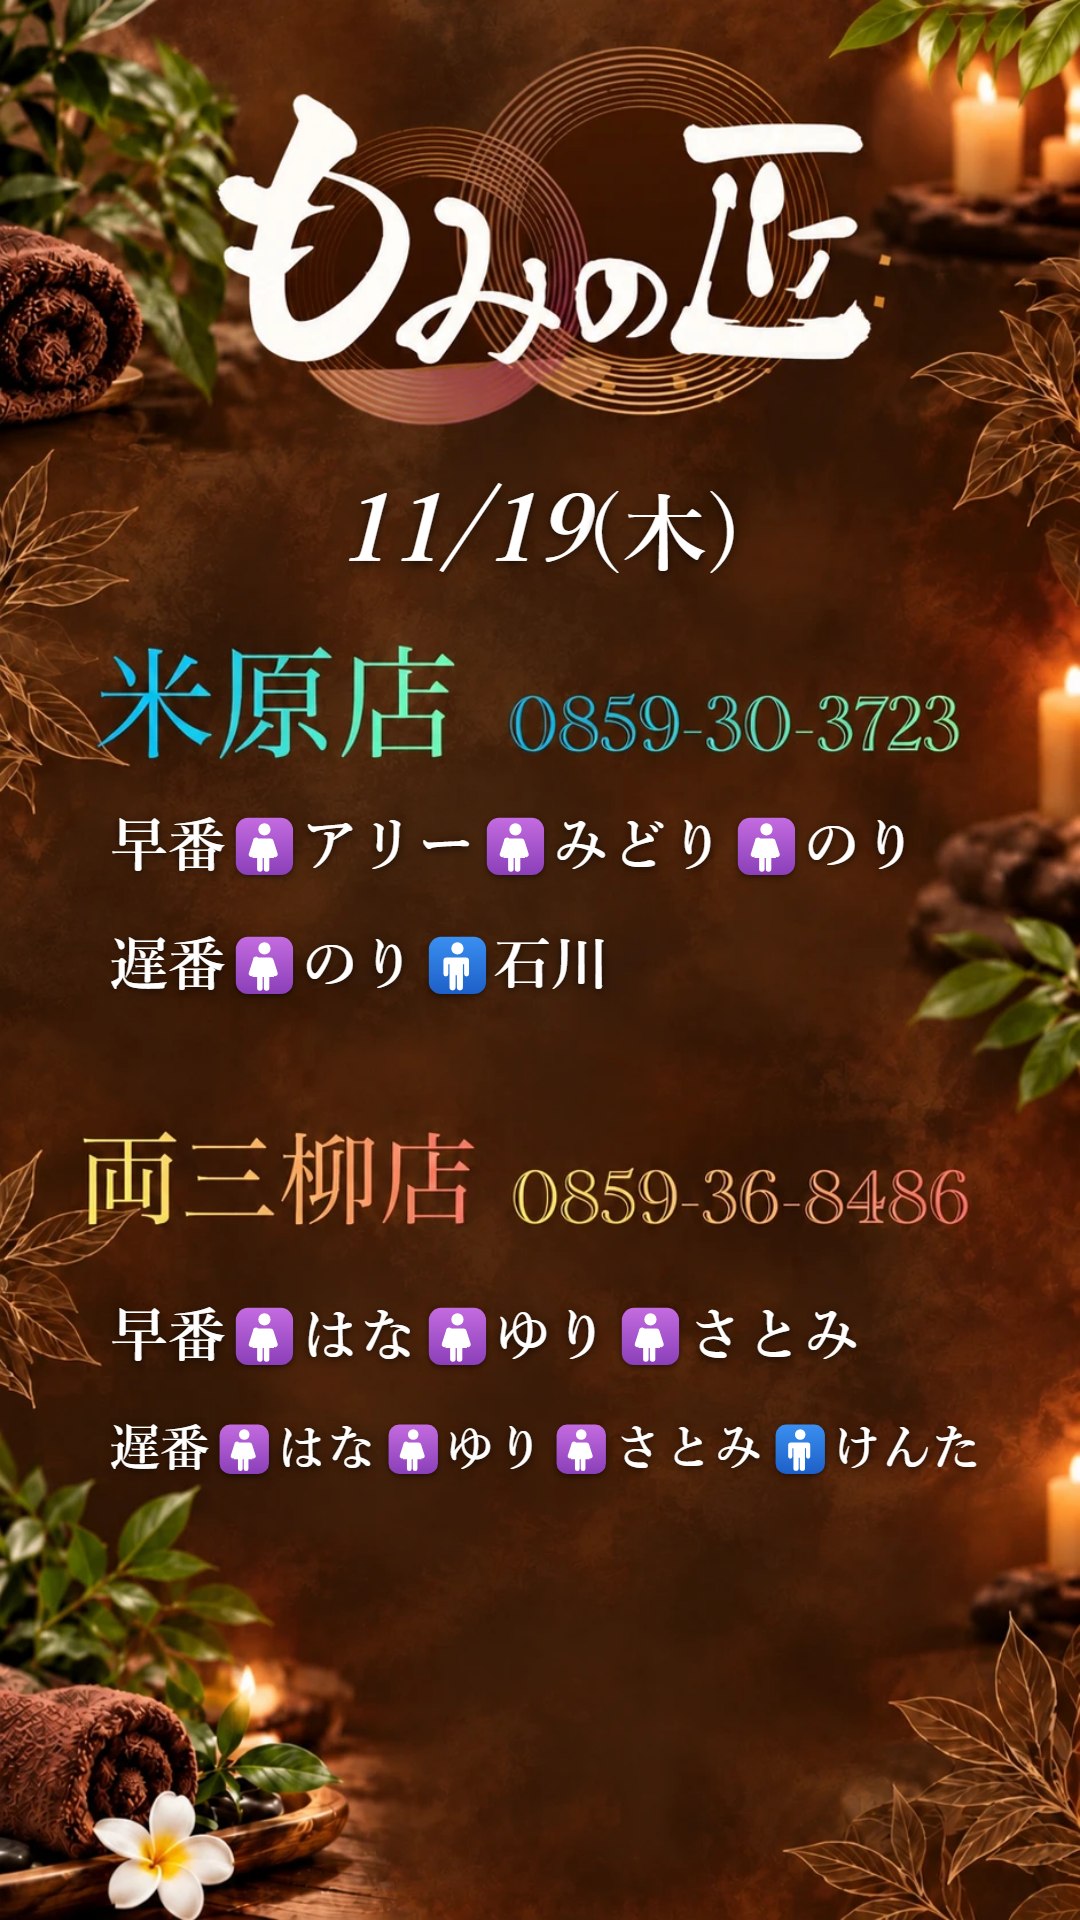 もみの匠
11/19(木)
米原店 0859-30-3723
早番🚺アリー🚺みどり🚺のり
遅番🚺のり🚹石川
両三柳店 0859-36-8486
早番🚺はな🚺ゆり🚺さとみ
遅番🚺はな🚺ゆり🚺さとみ🚹けんた